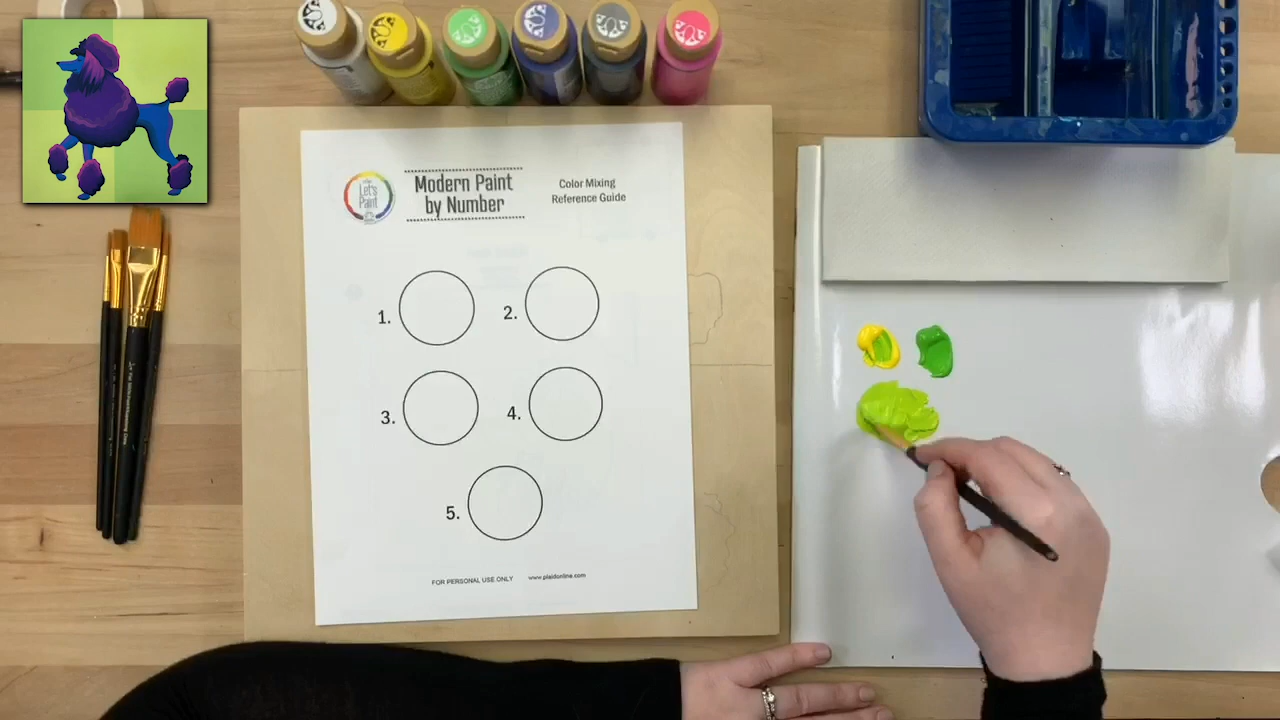 Let's
Paint
Modern Paint
by Number
Color Mixing
Reference Guide
1.
2.
3.
4.
5.
FOR PERSONAL USE ONLY www.plaidonline.com